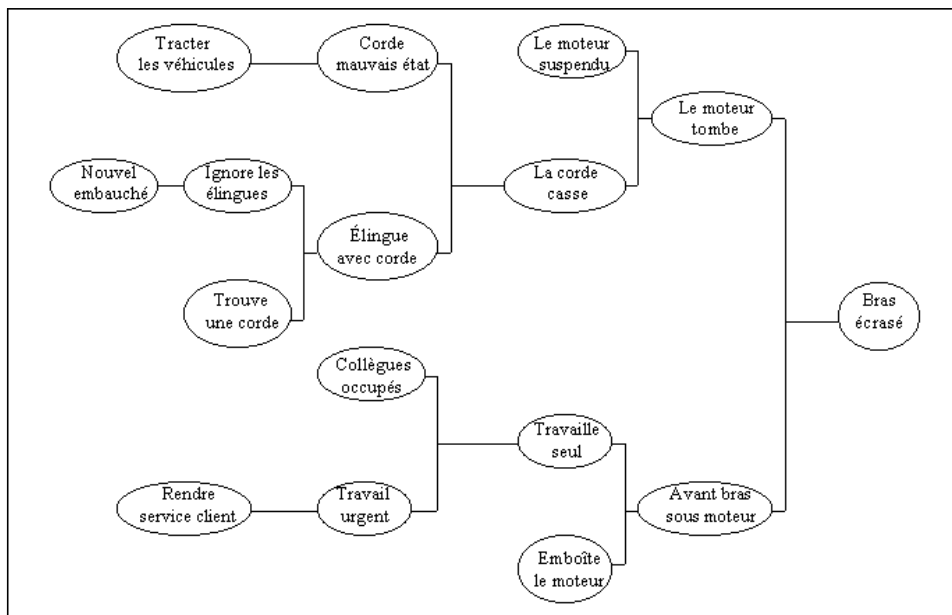 Tracter
les véhicules
Corde
mauvais état
Le moteur
suspendu
Le moteur
tombe
Nouvel
embauché
Ignore les
élingues
La corde
casse
Élingue
avec corde
Trouve
une corde
Bras
écrasé
Collègues
occupés
Travaille
seul
Rendre
service client
Travail
urgent
Avant bras
sous moteur
Emboîte
le moteur